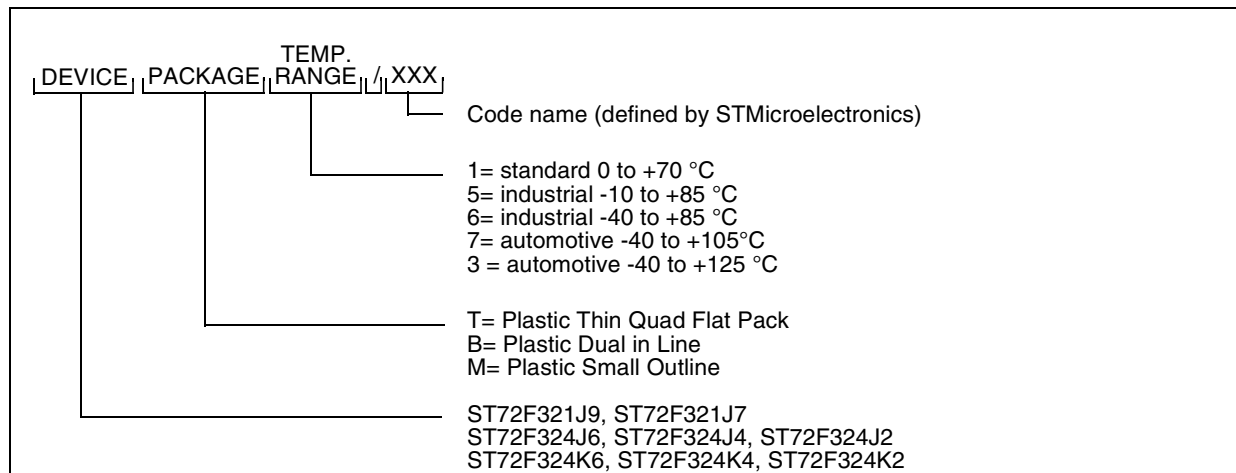 TEMP.
DEVICE PACKAGE RANGE / XXX
Code name (defined by STMicroelectronics)
1= standard 0 to +70 °C
5= industrial -10 to +85 °C
6= industrial -40 to +85 °C
7= automotive -40 to +105°C
3 = automotive -40 to +125 °C
T= Plastic Thin Quad Flat Pack
B= Plastic Dual in Line
M= Plastic Small Outline
ST72F321J9, ST72F321J7
ST72F324J6, ST72F324J4, ST72F324J2
ST72F324K6, ST72F324K4, ST72F324K2